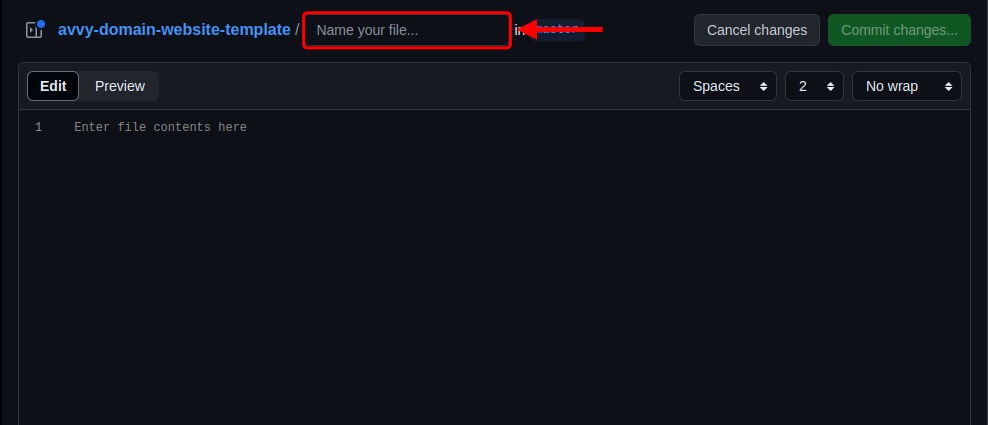 avvy-domain-website-template / Name your file... in
Cancel changes Commit changes...
Edit Preview Spaces 2 No wrap
1 Enter file contents here